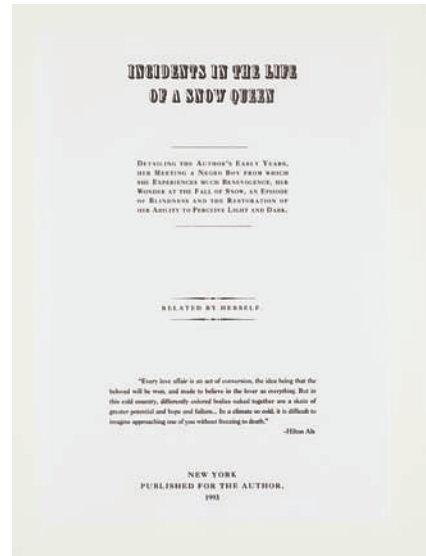 INCIDENTS IN THE LIFE
OF A SNOW QUEEN
DETAILING THE AUTHOR'S EARLY YEARS,
HER MEETING A NEGRO BOY FROM WHICH
SHE EXPERIENCES MUCH BENEVOLENCE, HER
WONDER AT THE FALL OF SNOW, AN EPISODE
OF BLINDNESS AND THE RESTORATION OF
HER ABILITY TO PERCEIVE LIGHT AND DARK.
RELATED BY HERSELF.
"Every love affair is an act of conversion, the idea being that the
beloved will be won, and made to believe in the lover as everything. But in
this cold country, differently colored bodies naked together are a skein of
greater potential and hope and failure... In a climate so cold, it is difficult to
imagine approaching one of you without freezing to death."
-Hilton Als
NEW YORK
PUBLISHED FOR THE AUTHOR,
1993